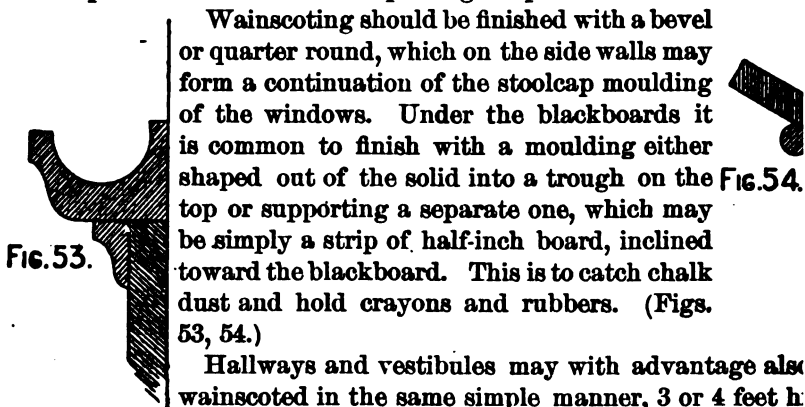 Wainscoting should be finished with a bevel
or quarter round, which on the side walls may
form a continuation of the stoolcap moulding
of the windows. Under the blackboards it
is common to finish with a moulding either
shaped out of the solid into a trough on the
FIG.54.
top or supporting a separate one, which may
be simply a strip of half-inch board, inclined
FIG.53.
toward the blackboard. This is to catch chalk
dust and hold crayons and rubbers. (Figs.
53, 54.)
Hallways and vestibules may with advantage also
wainscoted in the same simple manner, 3 or 4 feet